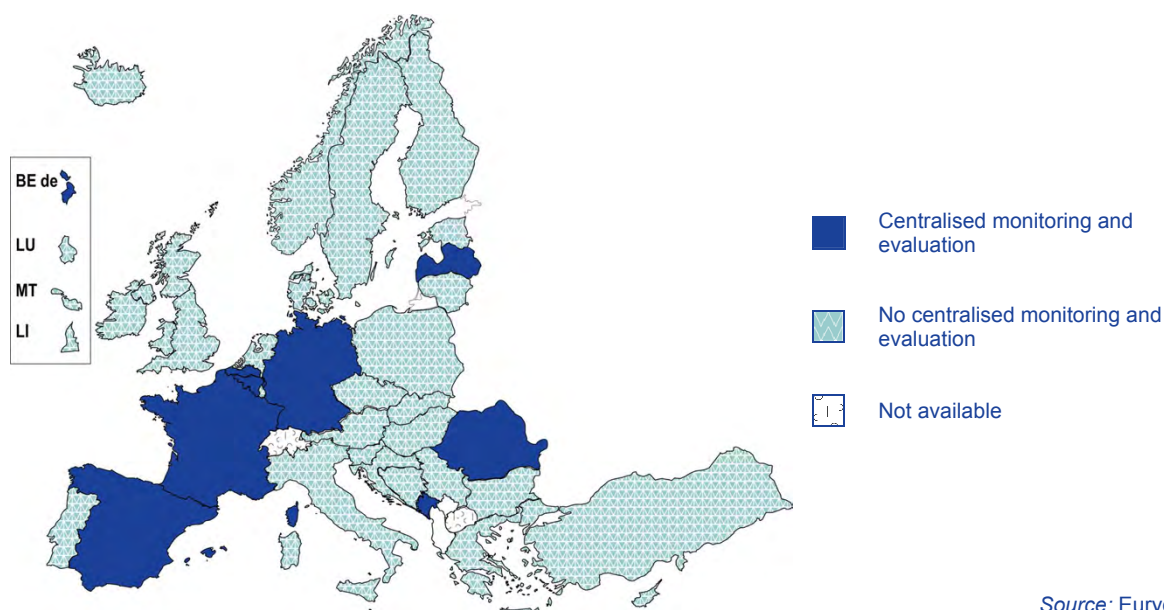 BE de
LU
MT
LI
Centralised monitoring and
evaluation
No centralised monitoring and
evaluation
Not available
Source: